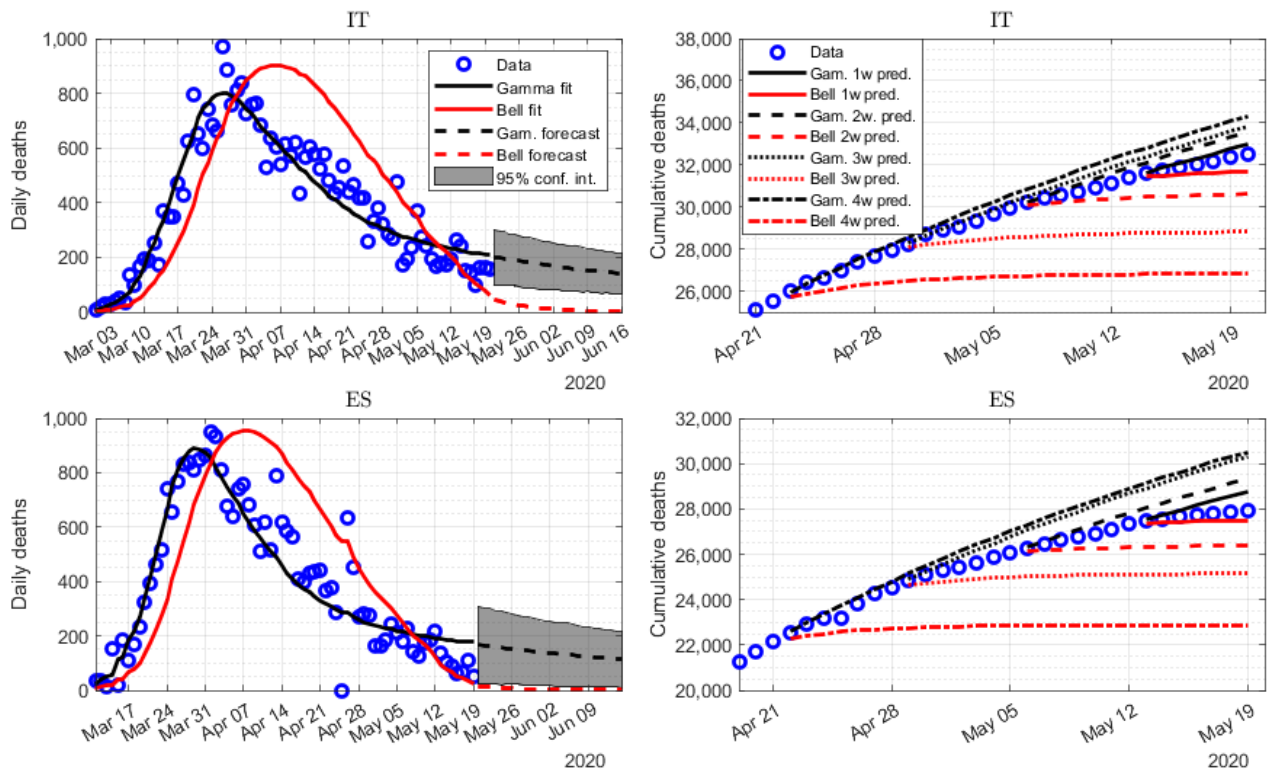 IT
Daily deaths
1,000
800
600
400
200
0
Data
Gamma fit
Bell fit
Gam. forecast
Bell forecast
95% conf. int.
Mar 03
Mar 10
Mar 17
Mar 24
Mar 31
Apr 07
Apr 14
Apr 21
Apr 28
May 05
May 12
May 19
May 26
Jun 02
Jun 09
Jun 16
2020
IT
Cumulative deaths
38,000
36,000
34,000
32,000
30,000
28,000
26,000
Data
Gam. 1w pred.
Bell 1w pred.
Gam. 2w. pred.
Bell 2w pred.
Gam. 3w pred.
Bell 3w pred.
Gam. 4w pred.
Bell 4w pred.
Apr 21
Apr 28
May 05
May 12
May 19
2020
ES
Daily deaths
1,000
800
600
400
200
0
Mar 17
Mar 24
Mar 31
Apr 07
Apr 14
Apr 21
Apr 28
May 05
May 12
May 19
May 26
Jun 02
Jun 09
2020
ES
Cumulative deaths
32,000
30,000
28,000
26,000
24,000
22,000
20,000
Apr 21
Apr 28
May 05
May 12
May 19
2020